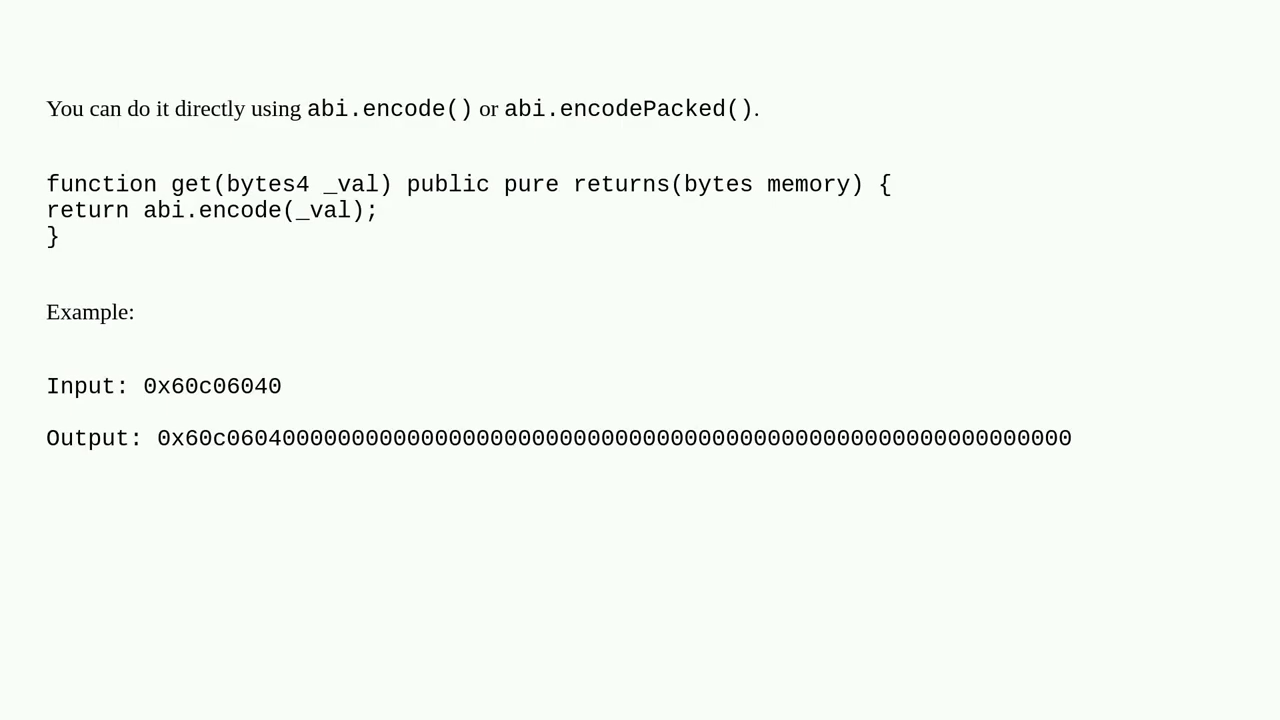 You can do it directly using abi.encode() or abi.encodePacked().
function get(bytes4 _val) public pure returns(bytes memory) {
return abi.encode(_val);
}
Example:
Input: 0x60c06040
Output: 0x60c0604000000000000000000000000000000000000000000000000000000000